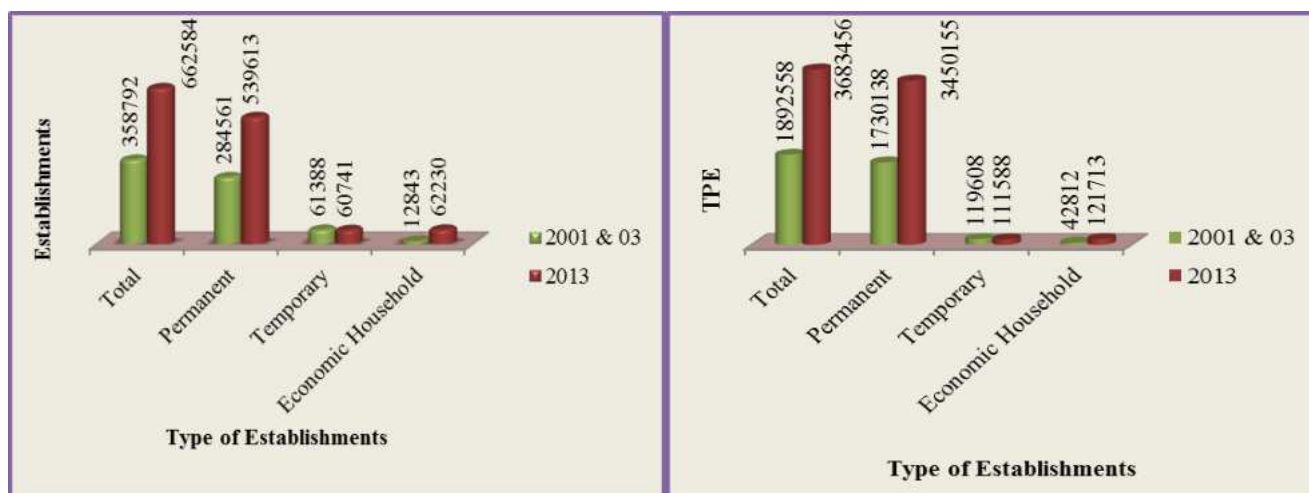 Establishments
358792
662584
284561
539613
61388
60741
12843
62230
Total
Permanent
Temporary
Economic Household
2001 & 03
2013
Type of Establishments
TPE
1892558
3683456
1730138
3450155
119608
111588
42812
121713
Total
Permanent
Temporary
Economic Household
2001 & 03
2013
Type of Establishments